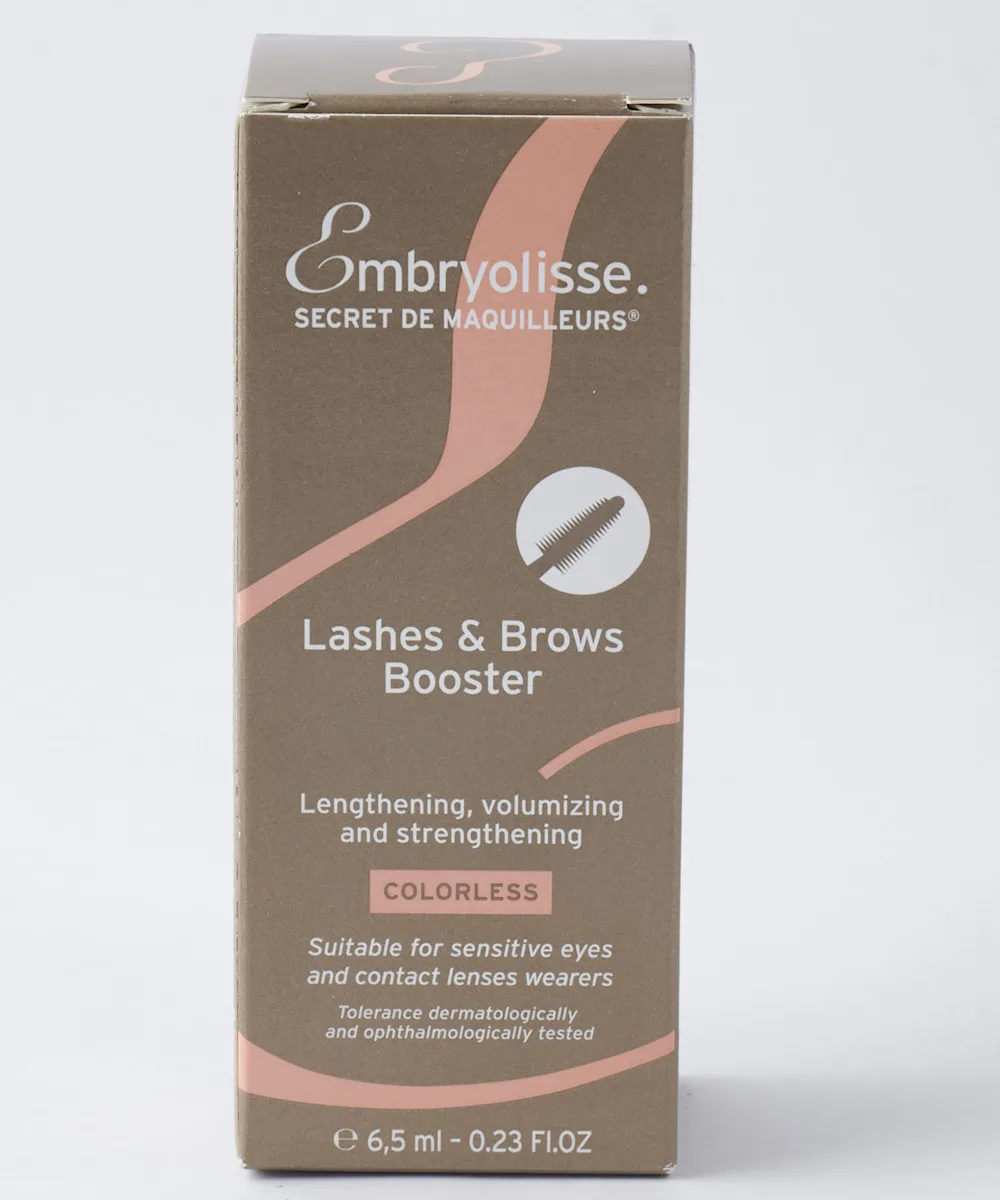 Embryolisse.
SECRET DE MAQUILLEURS®
Lashes & Brows
Booster
Lengthening, volumizing
and strengthening
COLORLESS
Suitable for sensitive eyes
and contact lenses wearers
Tolerance dermatologically
and ophthalmologically tested
℮ 6,5 ml - 0.23 Fl.OZ